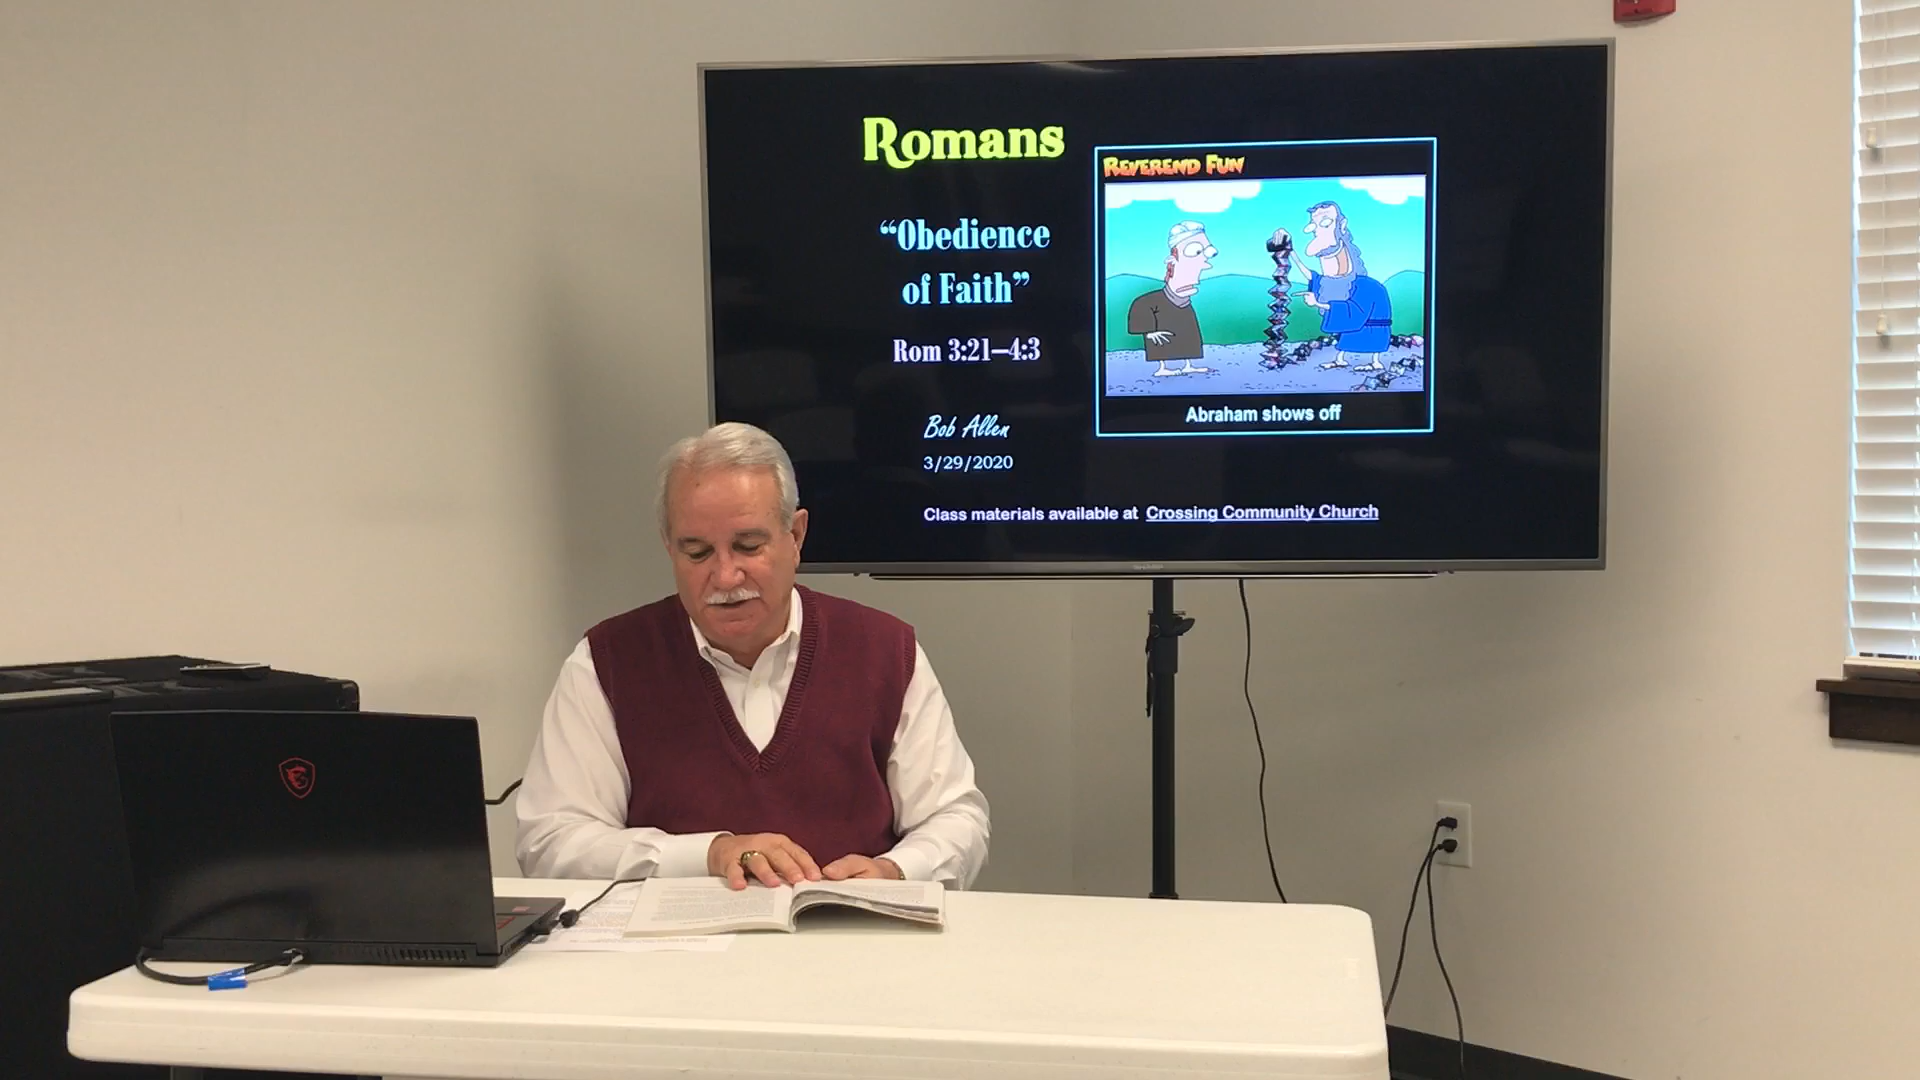 Romans
“Obedience
of Faith”
Rom 3:21–4:3
Bob Allen
3/29/2020
REVEREND FUN
Abraham shows off
Class materials available at Crossing Community Church